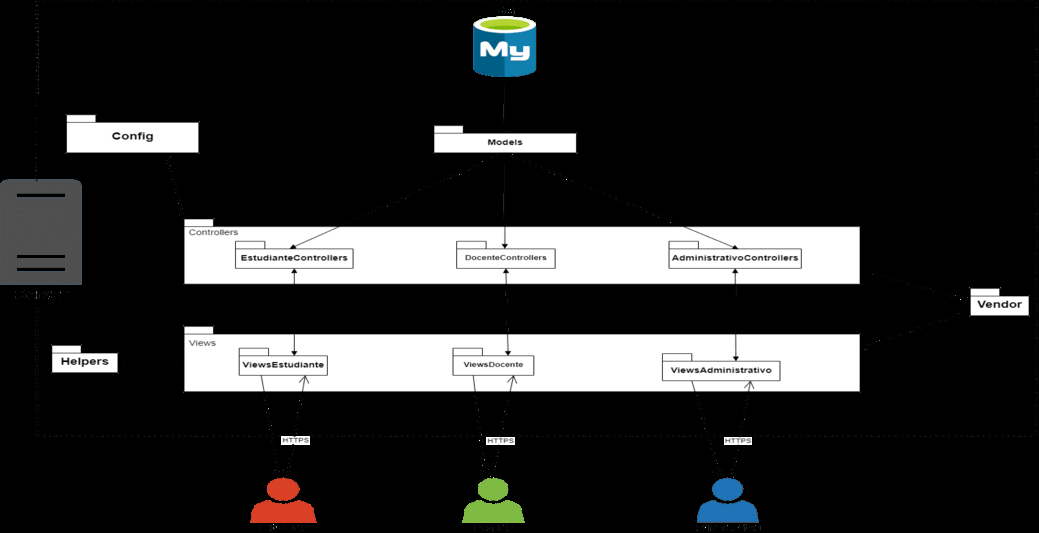 My
Config
Models
Controllers
EstudianteControllers
DocenteControllers
AdministrativoControllers
Vendor
Views
Helpers
ViewsEstudiante
ViewsDocente
ViewsAdministrativo
HTTPS
HTTPS
HTTPS